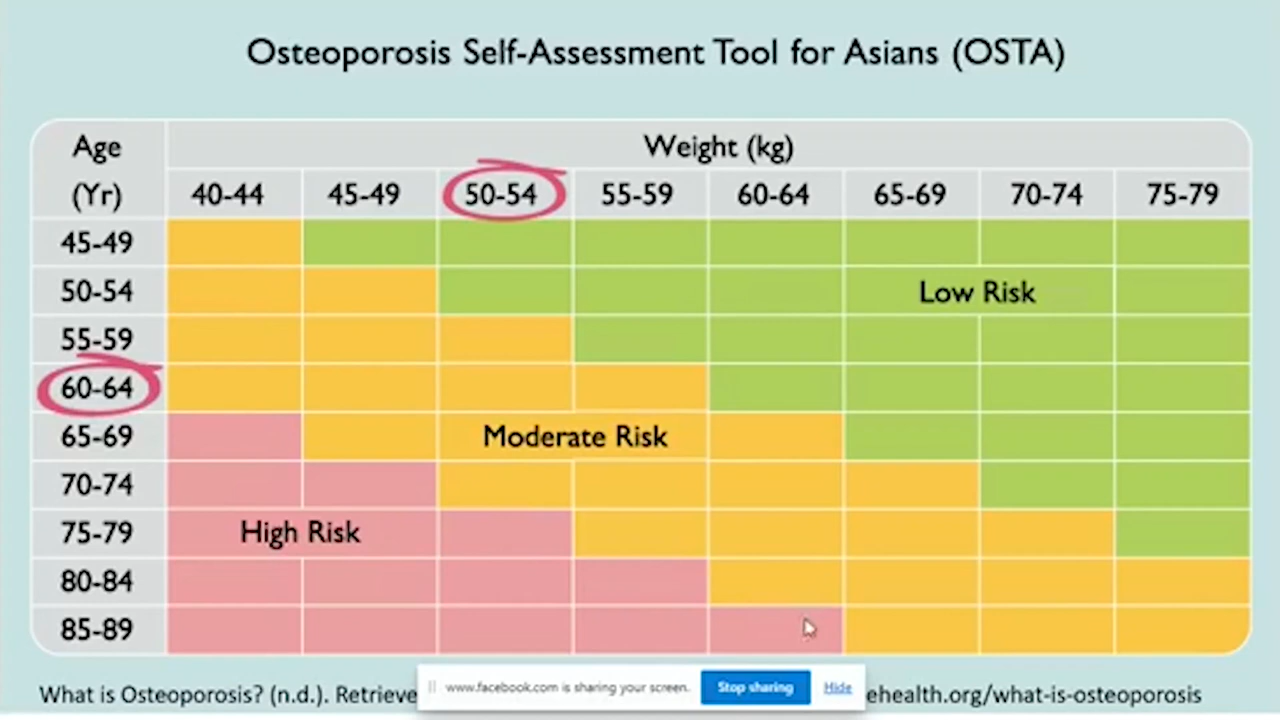 Osteoporosis Self-Assessment Tool for Asians (OSTA)
Age
(Yr)
Weight (kg)
40-44 45-49 50-54 55-59 60-64 65-69 70-74 75-79
45-49
50-54 Low Risk
55-59
60-64
65-69 Moderate Risk
70-74
75-79 High Risk
80-84
85-89
What is Osteoporosis? (n.d.). Retrieve ehealth.org/what-is-osteoporosis
www.facebook.com is sharing your screen. Stop sharing Hide